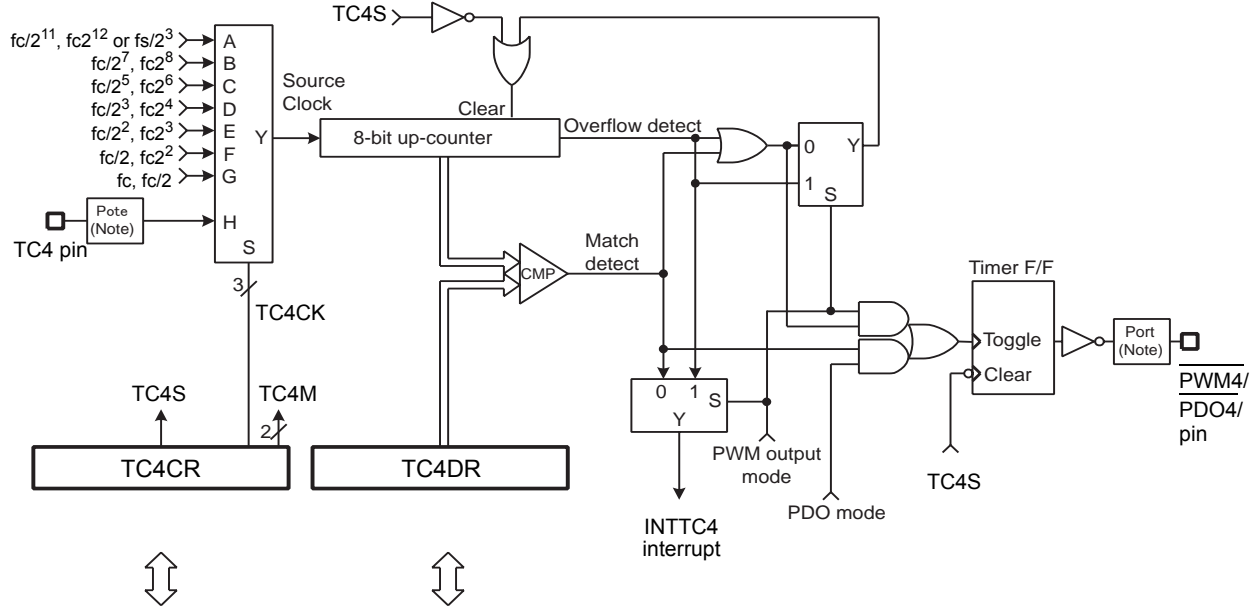 TC4S
fc/2¹¹, fc2¹² or fs/2³
A
fc/2⁷, fc2⁸
B
fc/2⁵, fc2⁶
C
fc/2³, fc2⁴
D
fc/2², fc2³
E
fc/2, fc2²
F
fc, fc/2
G
H
S
Y
Source
Clock
Clear
8-bit up-counter
Overflow detect
0
1
Y
S
Pote
(Note)
TC4 pin
3
TC4CK
CMP
Match
detect
Timer F/F
Toggle
Clear
Port
(Note)
PWM4/
PDO4/
pin
TC4S
TC4M
2
TC4CR
TC4DR
0 1 S
Y
PWM output
mode
PDO mode
TC4S
INTTC4
interrupt